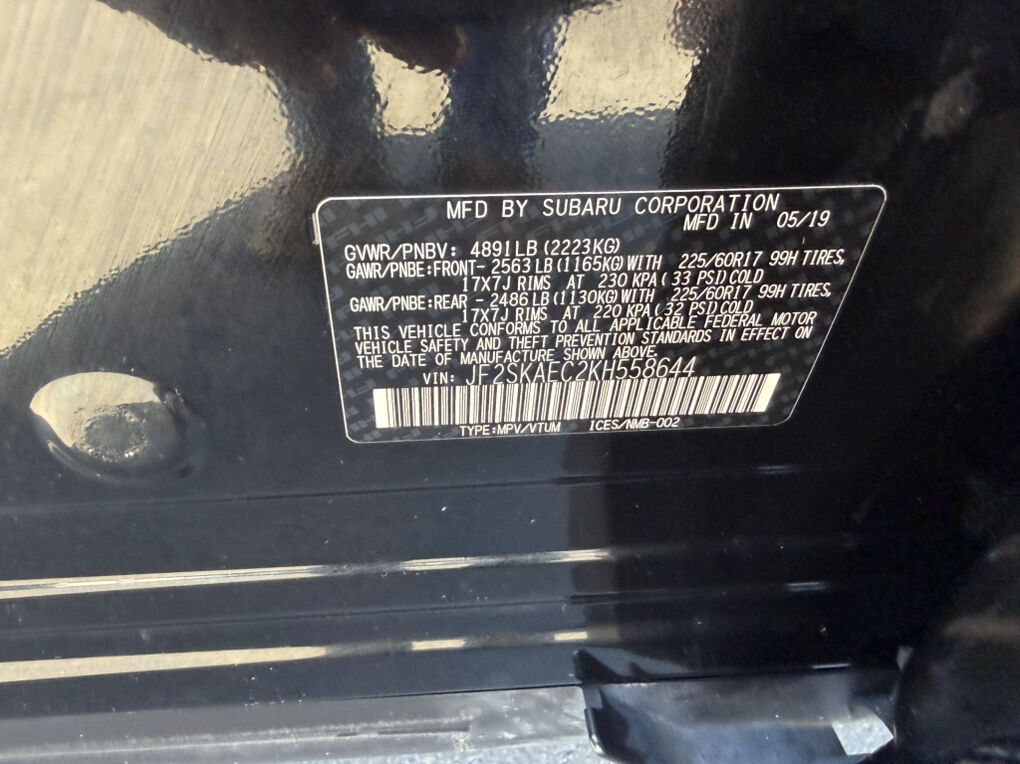 MFD BY SUBARU CORPORATION
MFD IN 05/19
GVWR/PNBV: 4891LB(2223KG)
GAWR/PNBE:FRONT- 2563LB(1165KG)WITH 225/60R17 99H TIRES,
17X7J RIMS AT 230 KPA( 33 PSI)COLD
GAWR/PNBE:REAR - 2486LB(1130KG)WITH 225/60R17 99H TIRES,
17X7J RIMS AT 220 KPA( 32 PSI)COLD
THIS VEHICLE CONFORMS TO ALL APPLICABLE FEDERAL MOTOR
VEHICLE SAFETY AND THEFT PREVENTION STANDARDS IN EFFECT ON
THE DATE OF MANUFACTURE SHOWN ABOVE.
VIN: JF2SKAEC2KH558644
TYPE:MPV/VTUM ICES/NMB-002